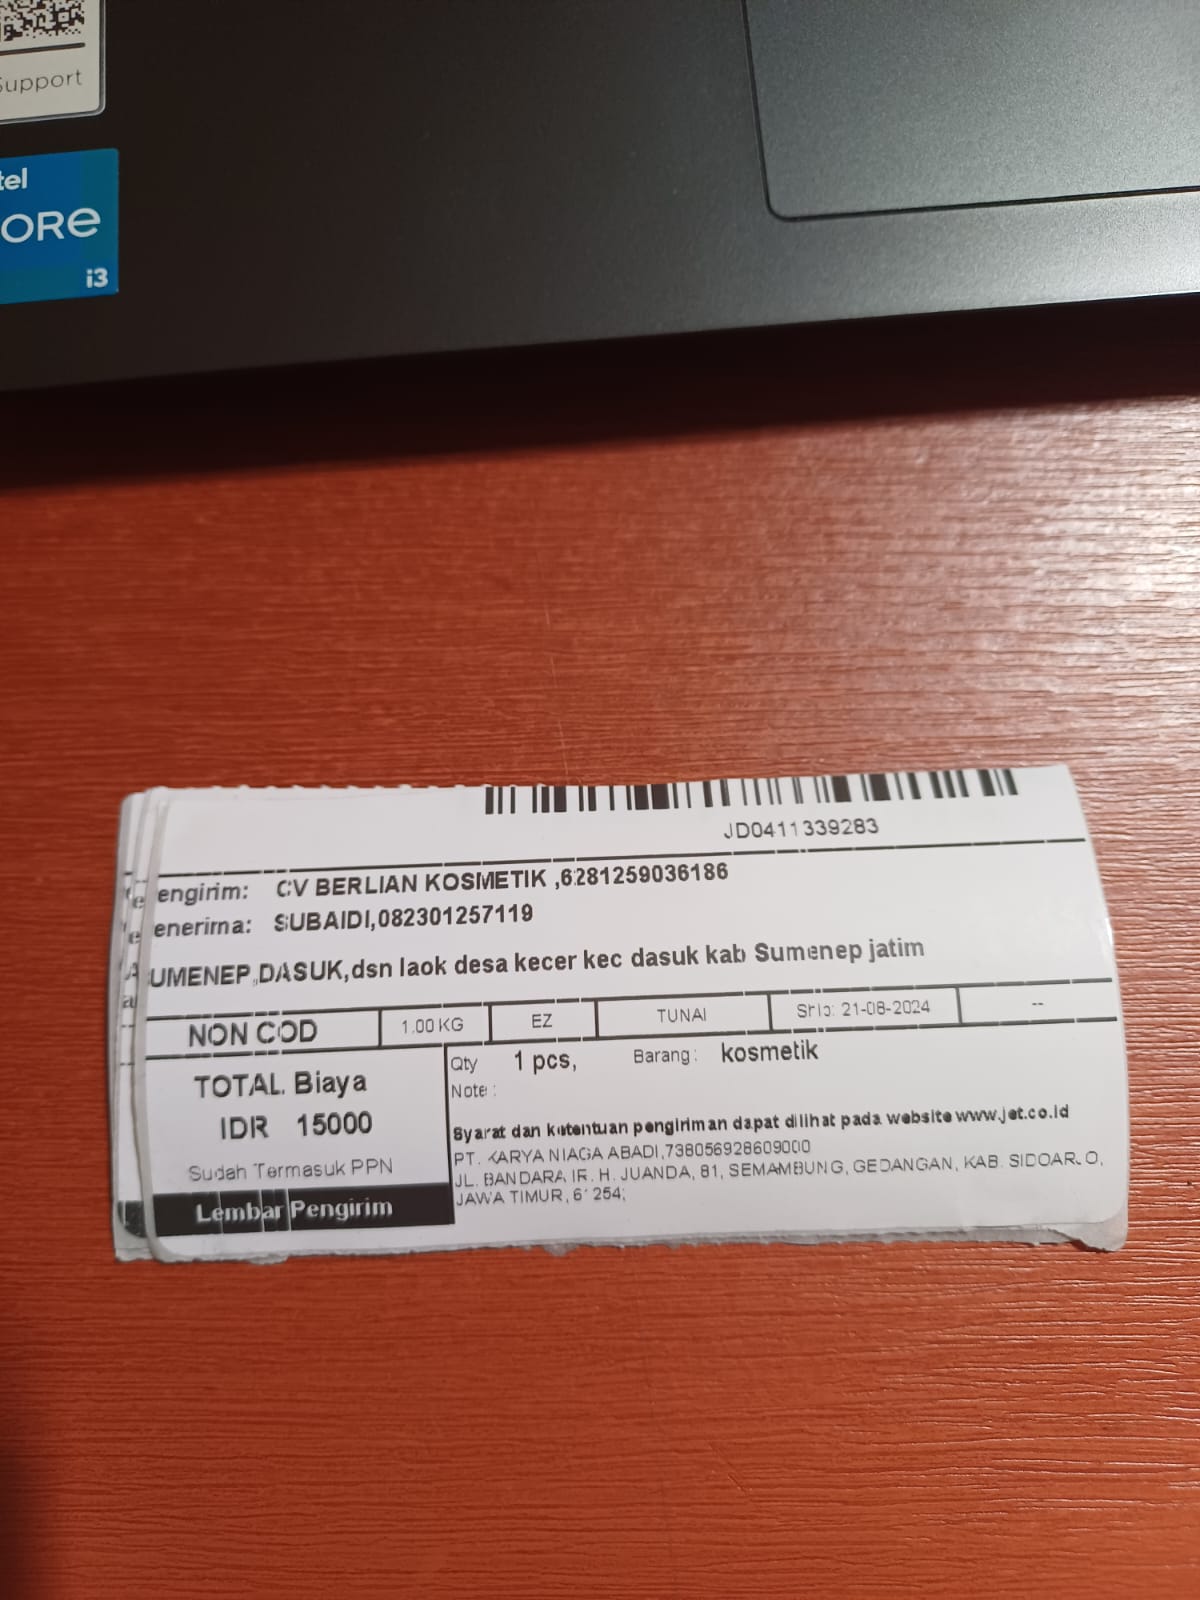 Support
tel
ORe
i3
JD0411339283
engirim: CV BERLIAN KOSMETIK ,6281259036186
enerima: SUBAIDI,082301257119
UMENEP,DASUK,dsn laok desa kecer kec dasuk kab Sumenep jatim
NON COD 1.00 KG EZ TUNAI 21-08-2024 --
TOTAL Biaya
IDR 15000
Sudah Termasuk PPN
Lembar Pengirim
Qty 1 pcs, Barang: kosmetik
Note :
Syarat dan ketentuan pengiriman dapat dilihat pada website www.jet.co.id
PT. KARYA NIAGA ABADI,738056928609000
JL. BANDARA IR. H. JUANDA, 81, SEMAMBUNG, GEDANGAN, KAB. SIDOARJO,
JAWA TIMUR,